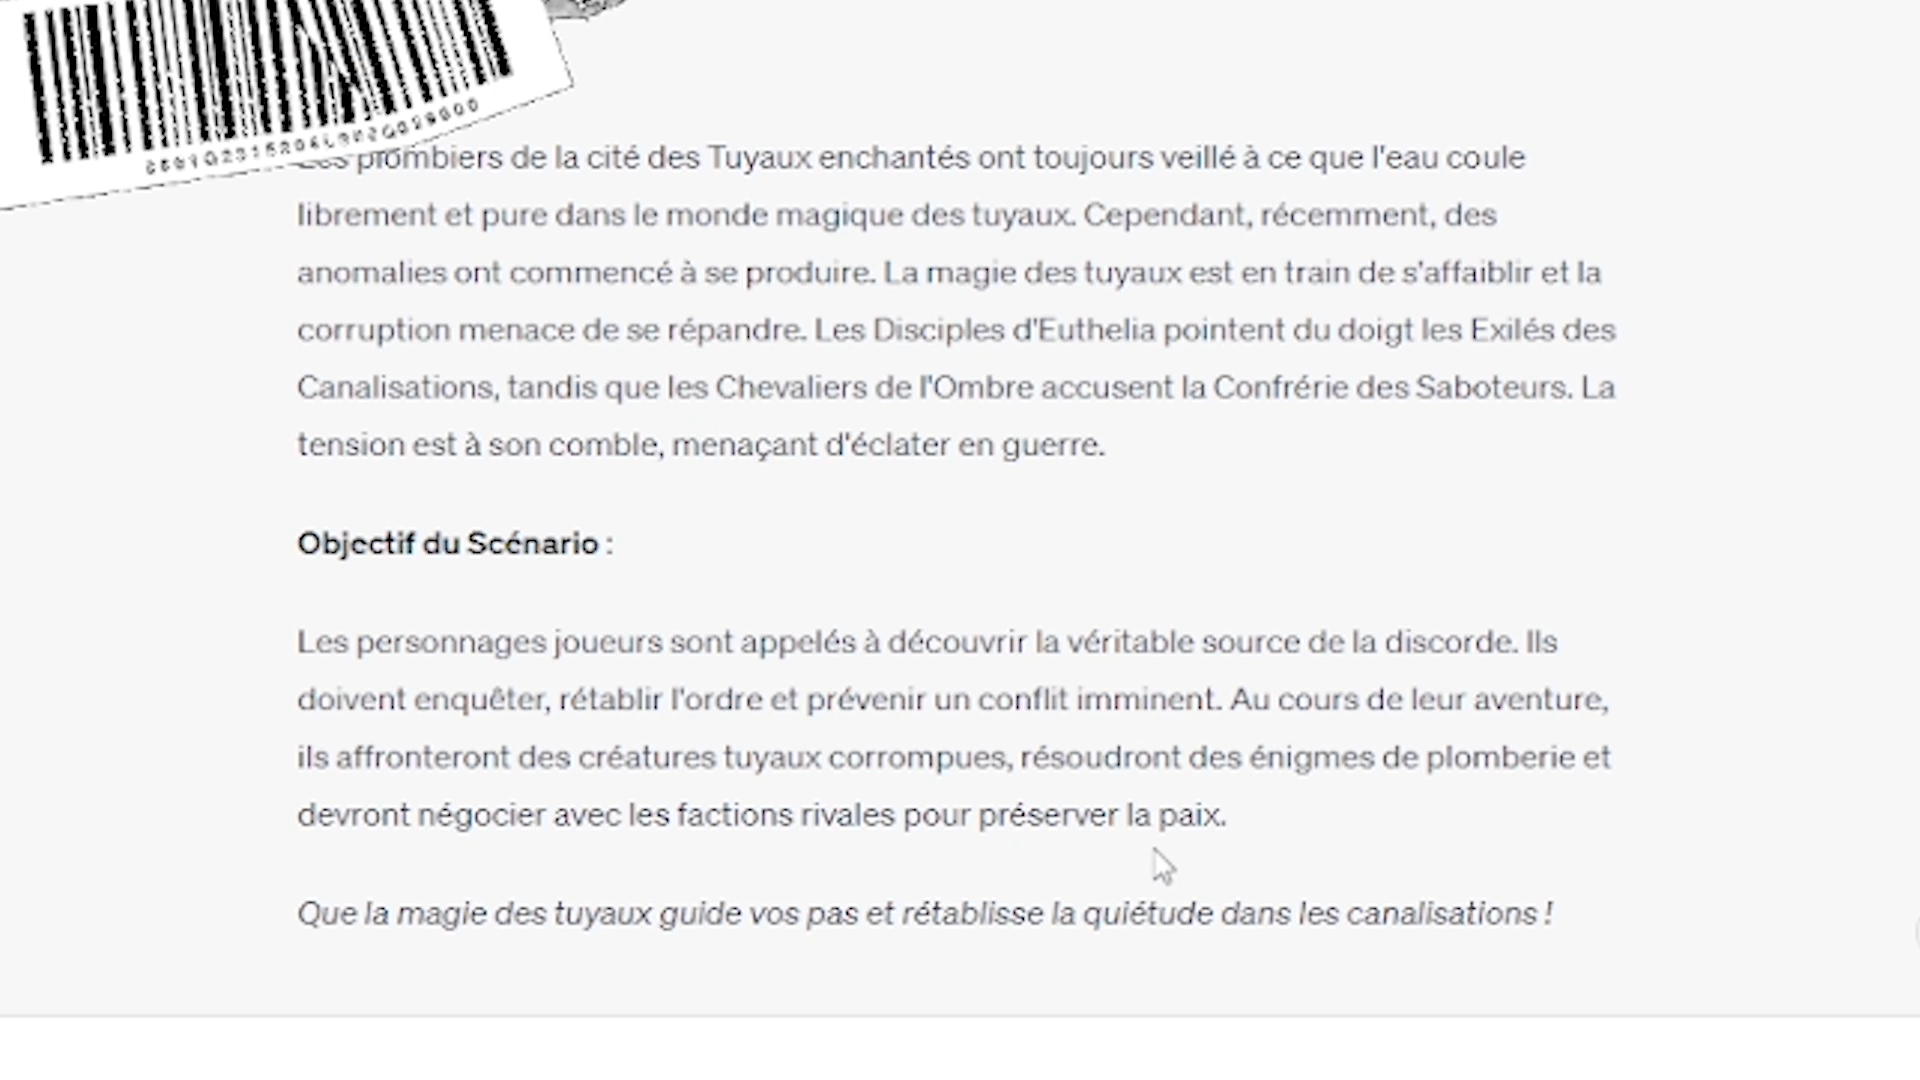 Les plombiers de la cité des Tuyaux enchantés ont toujours veillé à ce que l'eau coule
librement et pure dans le monde magique des tuyaux. Cependant, récemment, des
anomalies ont commencé à se produire. La magie des tuyaux est en train de s'affaiblir et la
corruption menace de se répandre. Les Disciples d'Euthelia pointent du doigt les Exilés des
Canalisations, tandis que les Chevaliers de l'Ombre accusent la Confrérie des Saboteurs. La
tension est à son comble, menaçant d'éclater en guerre.
Objectif du Scénario :
Les personnages joueurs sont appelés à découvrir la véritable source de la discorde. Ils
doivent enquêter, rétablir l'ordre et prévenir un conflit imminent. Au cours de leur aventure,
ils affronteront des créatures tuyaux corrompues, résoudront des énigmes de plomberie et
devront négocier avec les factions rivales pour préserver la paix.
Que la magie des tuyaux guide vos pas et rétablisse la quiétude dans les canalisations !